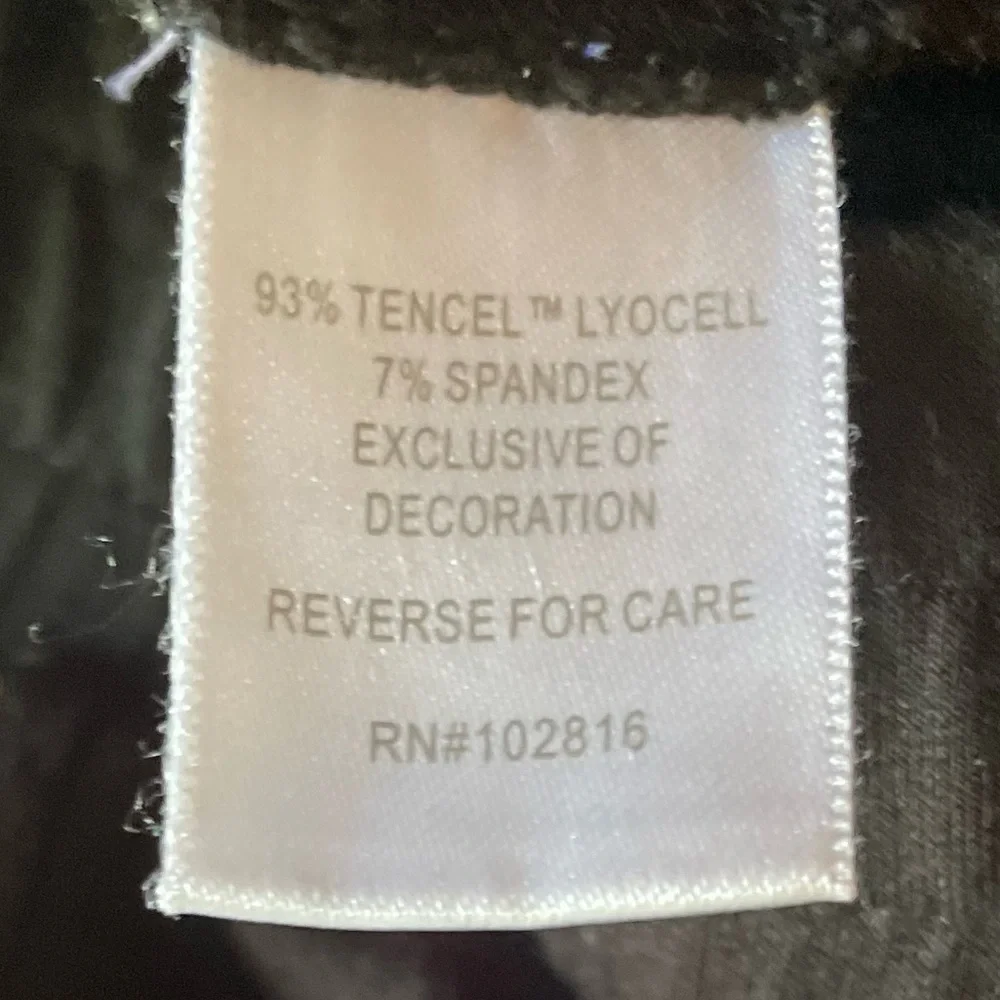 93% TENCEL™ LYOCELL
7% SPANDEX
EXCLUSIVE OF
DECORATION
REVERSE FOR CARE
RN#102816